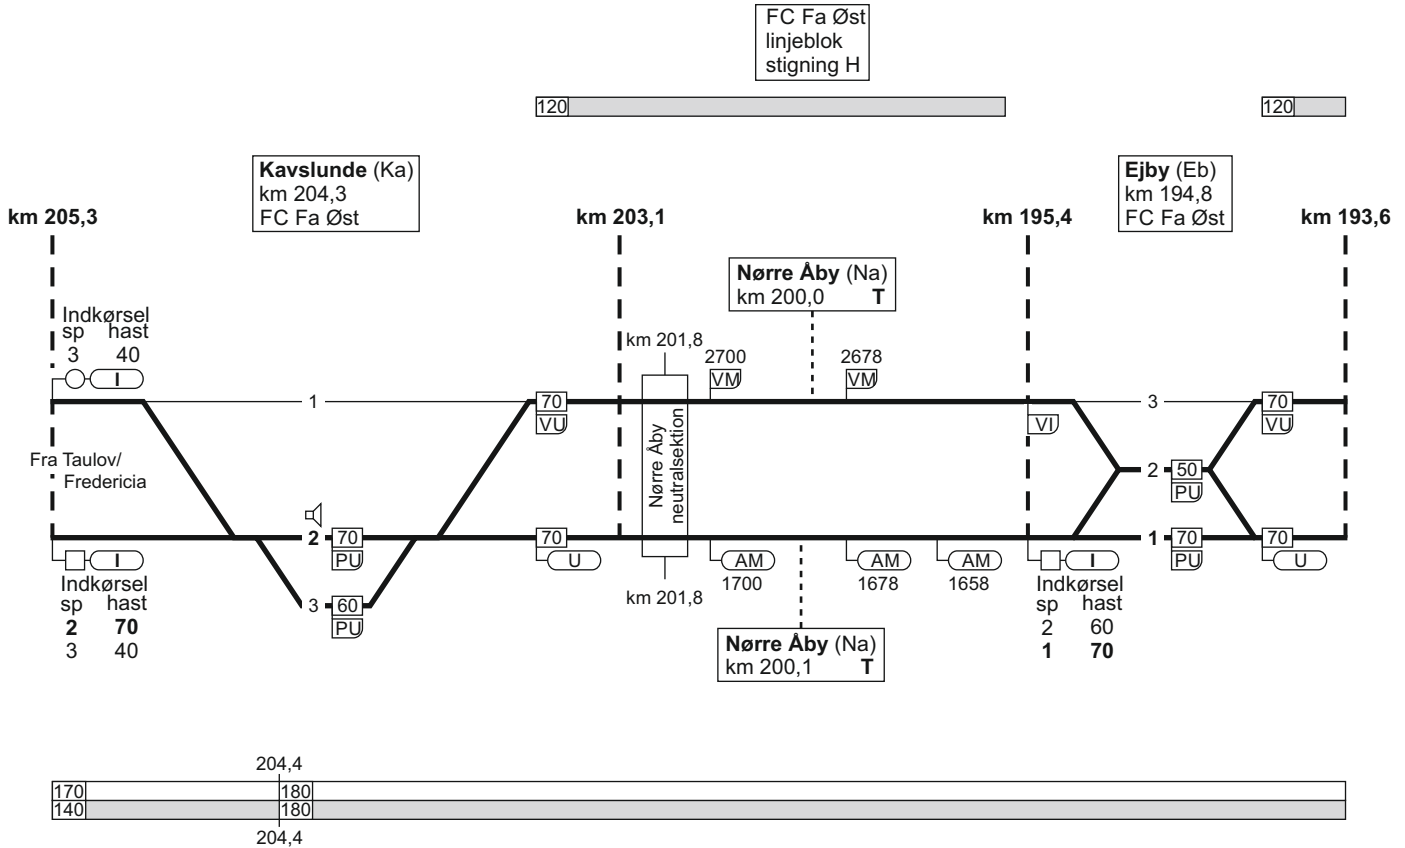 FC Fa Øst
linjeblok
stigning H
120
120
Kavslunde (Ka)
km 204,3
FC Fa Øst
Ejby (Eb)
km 194,8
FC Fa Øst
km 205,3
km 203,1
km 195,4
km 193,6
Nørre Åby (Na)
km 200,0 T
Indkørsel
sp hast
3 40
I
km 201,8
2700
VM
2678
VM
1
70
VU
3
70
VU
VI
Fra Taulov/
Fredericia
Nørre Åby
neutralsektion
2
50
PU
2
70
PU
70
U
1
70
PU
70
U
I
Indkørsel
sp hast
2 70
3 40
3
60
PU
km 201,8
AM
1700
AM
1678
AM
1658
I
Indkørsel
sp hast
2 60
1 70
Nørre Åby (Na)
km 200,1 T
204,4
170
180
140
180
204,4